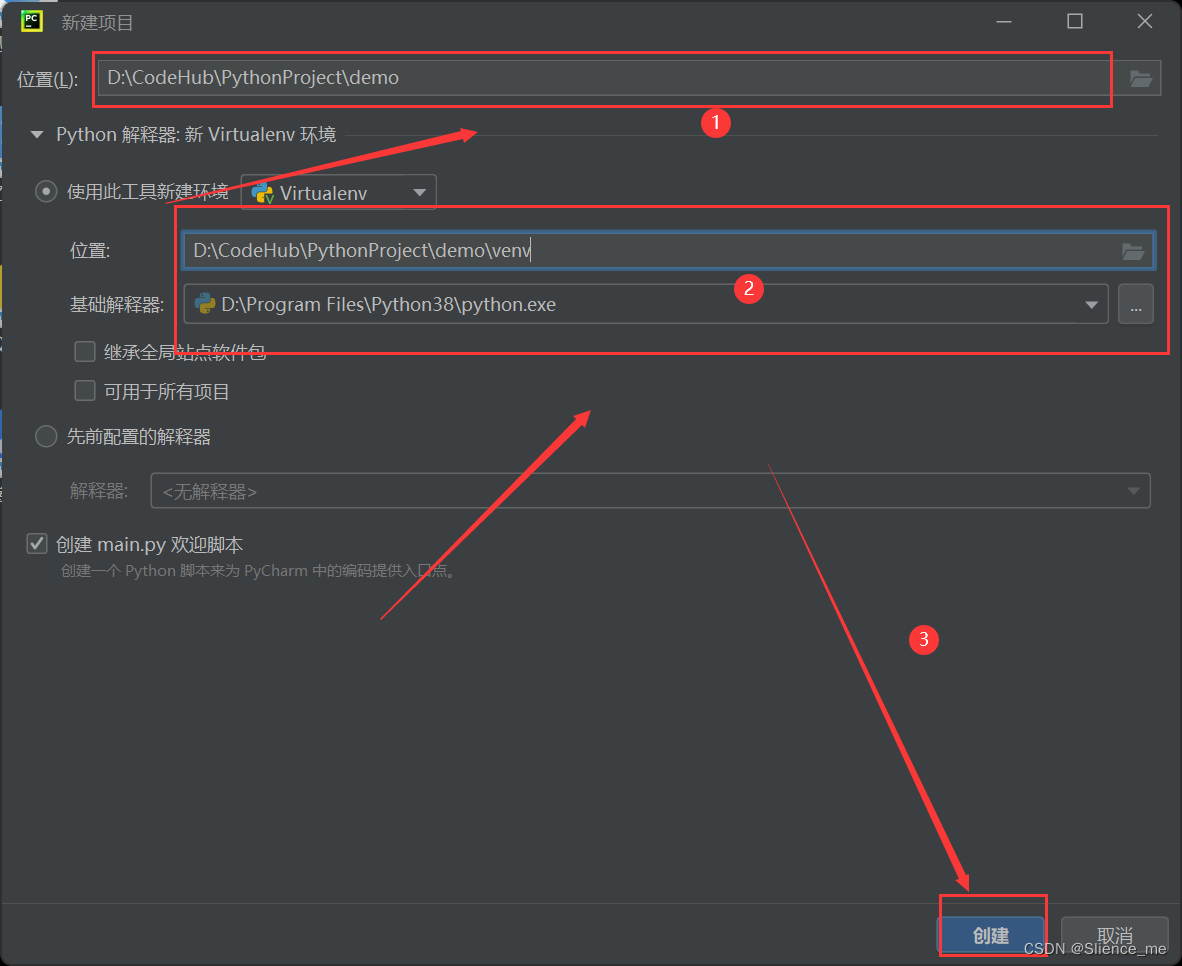 PC
新建项目
位置(L): D:\CodeHub\PythonProject\demo
1
Python 解释器: 新 Virtualenv 环境
使用此工具新建环境 Virtualenv
位置: D:\CodeHub\PythonProject\demo\venv
2
基础解释器: D:\Program Files\Python38\python.exe ...
继承全局站点软件包
可用于所有项目
先前配置的解释器
解释器: <无解释器>
创建 main.py 欢迎脚本
创建一个 Python 脚本来为 PyCharm 中的编码提供入口点。
3
创建 取消
CSDN @Slience_me